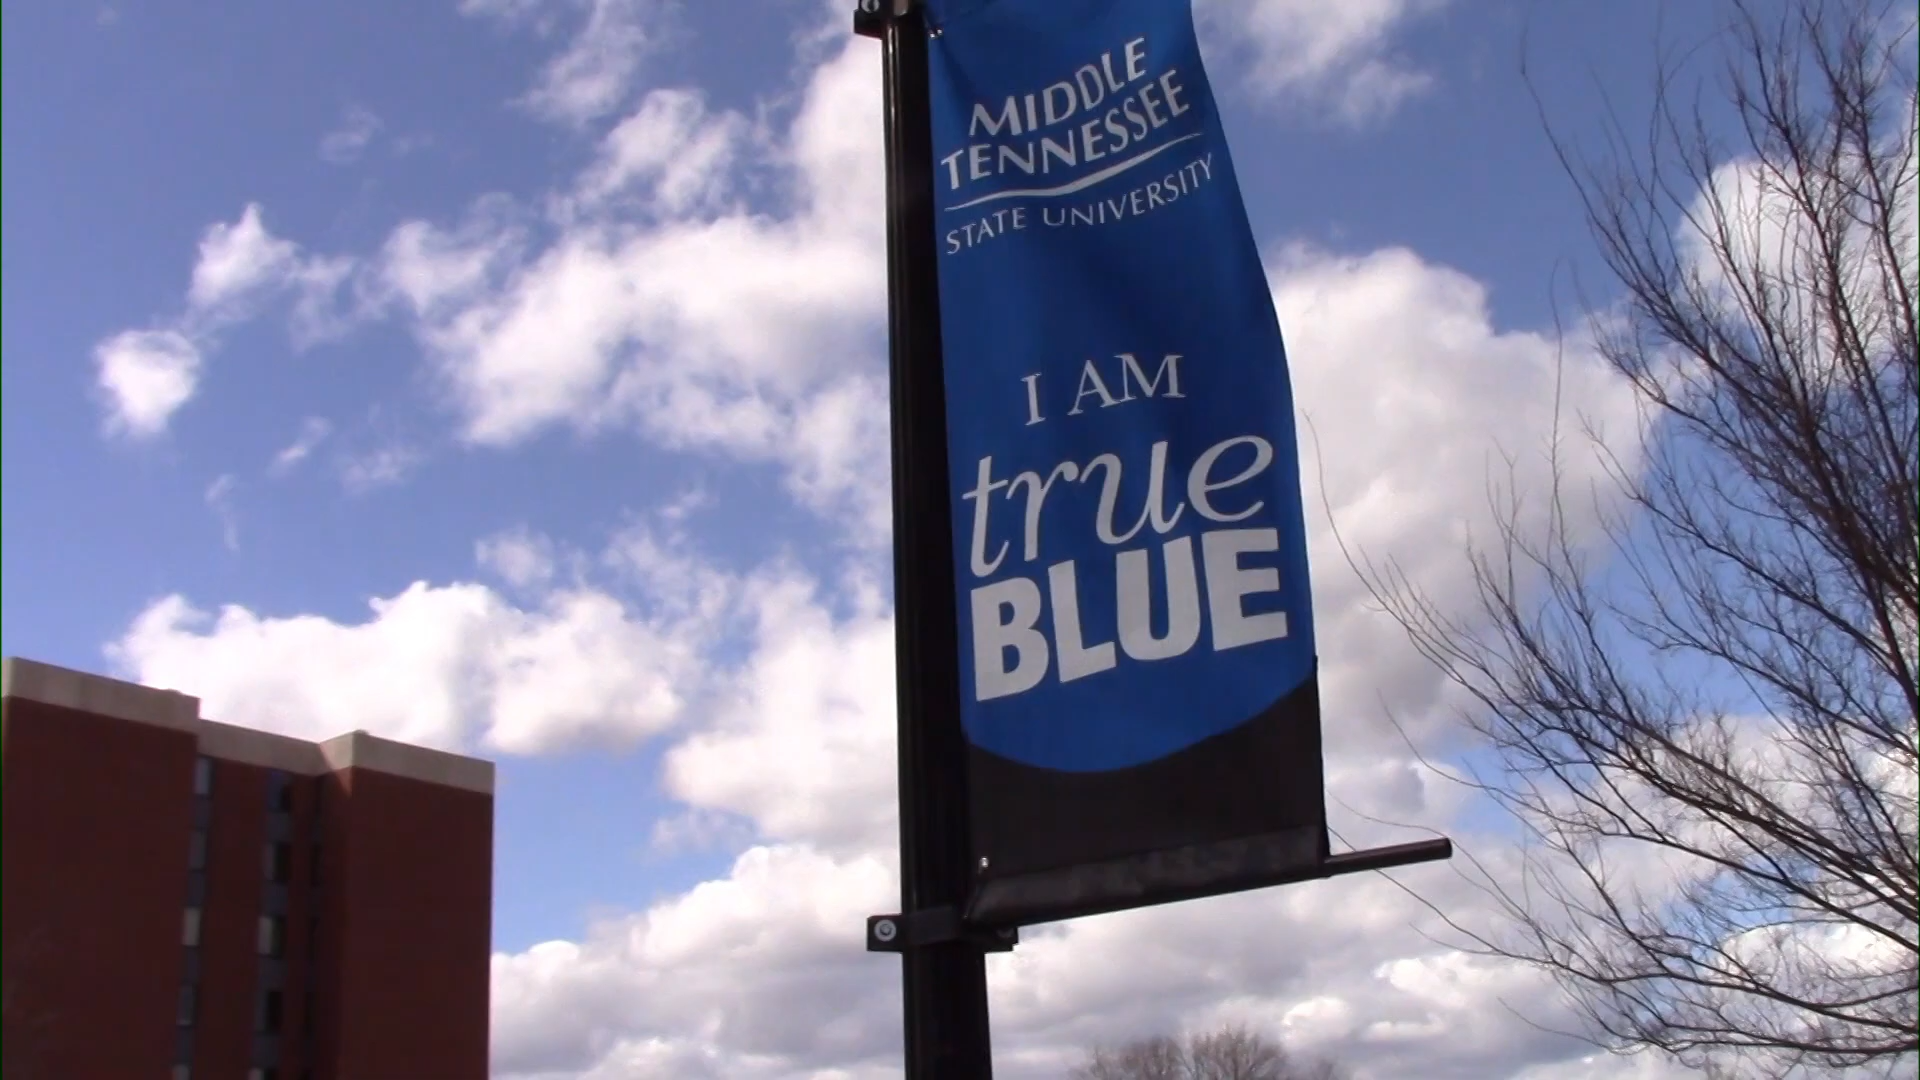 MIDDLE
TENNESSEE
STATE UNIVERSITY
I AM
true
BLUE